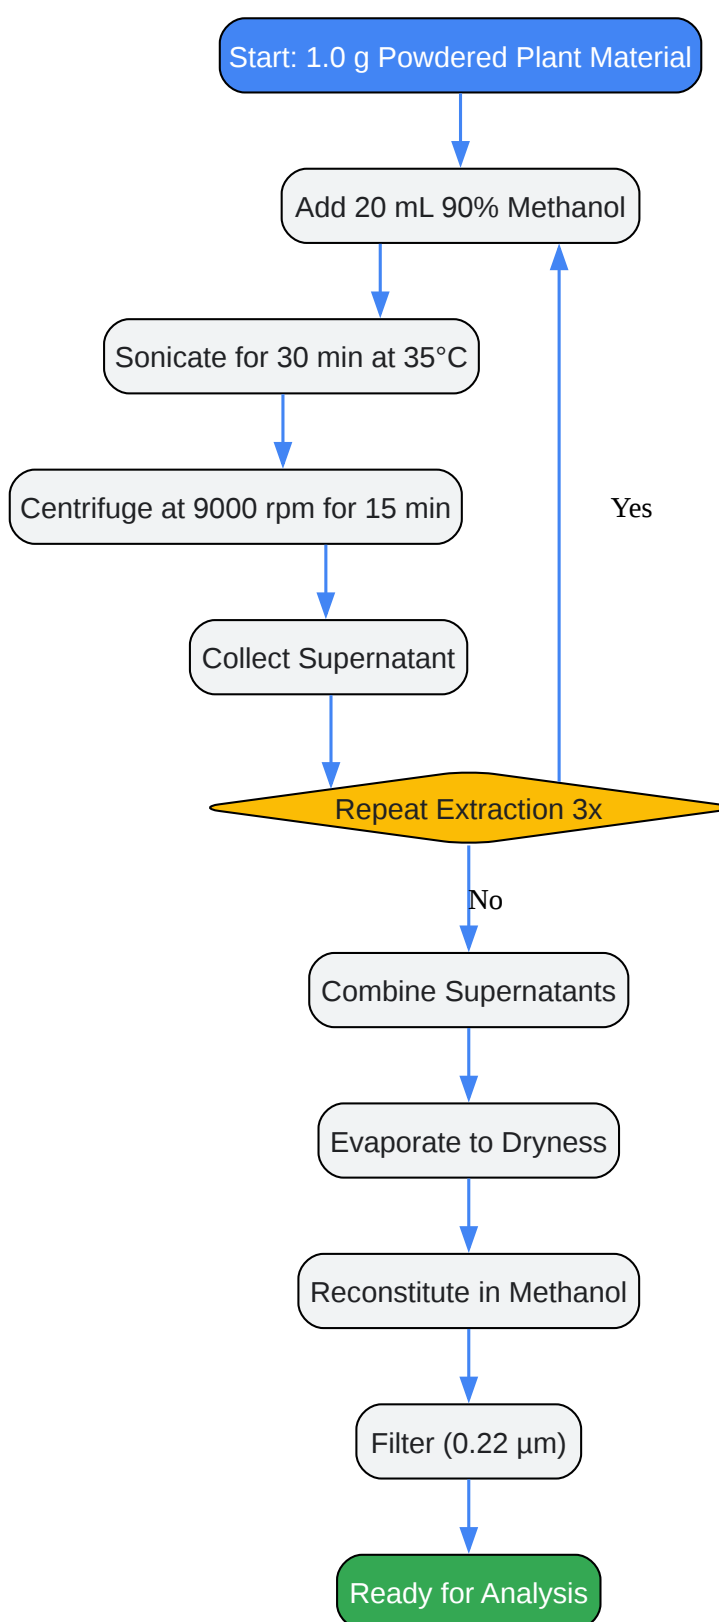 Start: 1.0 g Powdered Plant Material
Add 20 mL 90% Methanol
Sonicate for 30 min at 35°C
Centrifuge at 9000 rpm for 15 min
Yes
Collect Supernatant
Repeat Extraction 3x
No
Combine Supernatants
Evaporate to Dryness
Reconstitute in Methanol
Filter (0.22 µm)
Ready for Analysis